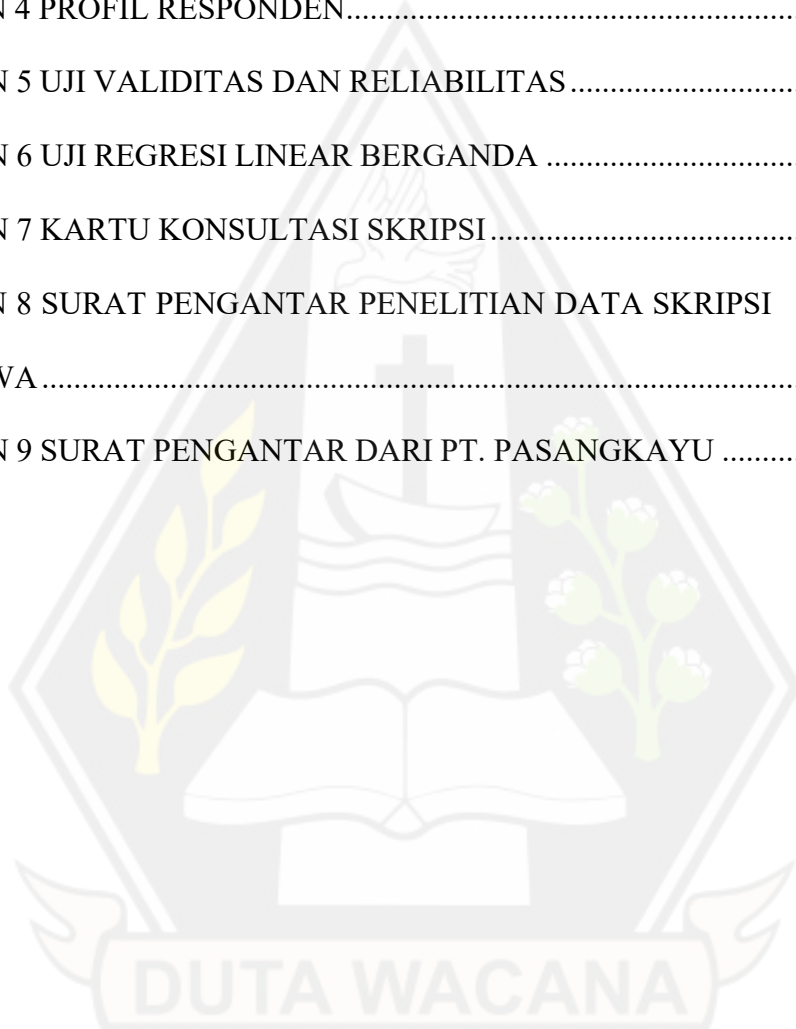 N 4 PROFIL RESPONDEN..........................................................
N 5 UJI VALIDITAS DAN RELIABILITAS............................
N 6 UJI REGRESI LINEAR BERGANDA ...............................
N 7 KARTU KONSULTASI SKRIPSI......................................
N 8 SURAT PENGANTAR PENELITIAN DATA SKRIPSI
WA...............................................................................................
N 9 SURAT PENGANTAR DARI PT. PASANGKAYU .........
DUTA WACANA